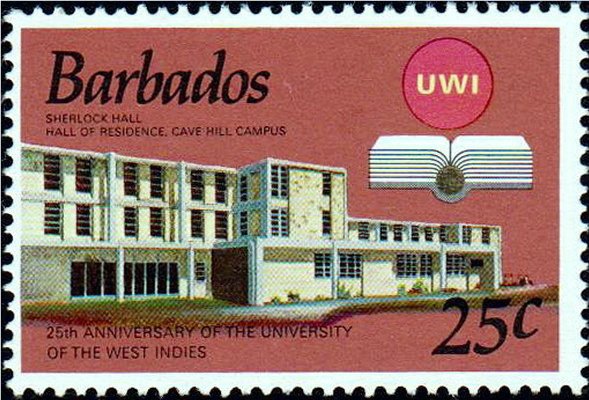 Barbados
SHERLOCK HALL
HALL OF RESIDENCE, CAVE HILL CAMPUS
UWI
25th ANNIVERSARY OF THE UNIVERSITY
OF THE WEST INDIES
25c